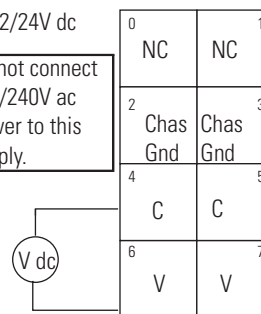 2/24V dc
not connect
/240V ac
er to this
ply.
0
NC
1
NC
2
Chas
Gnd
3
Chas
Gnd
4
C
5
C
6
V
7
V
V dc